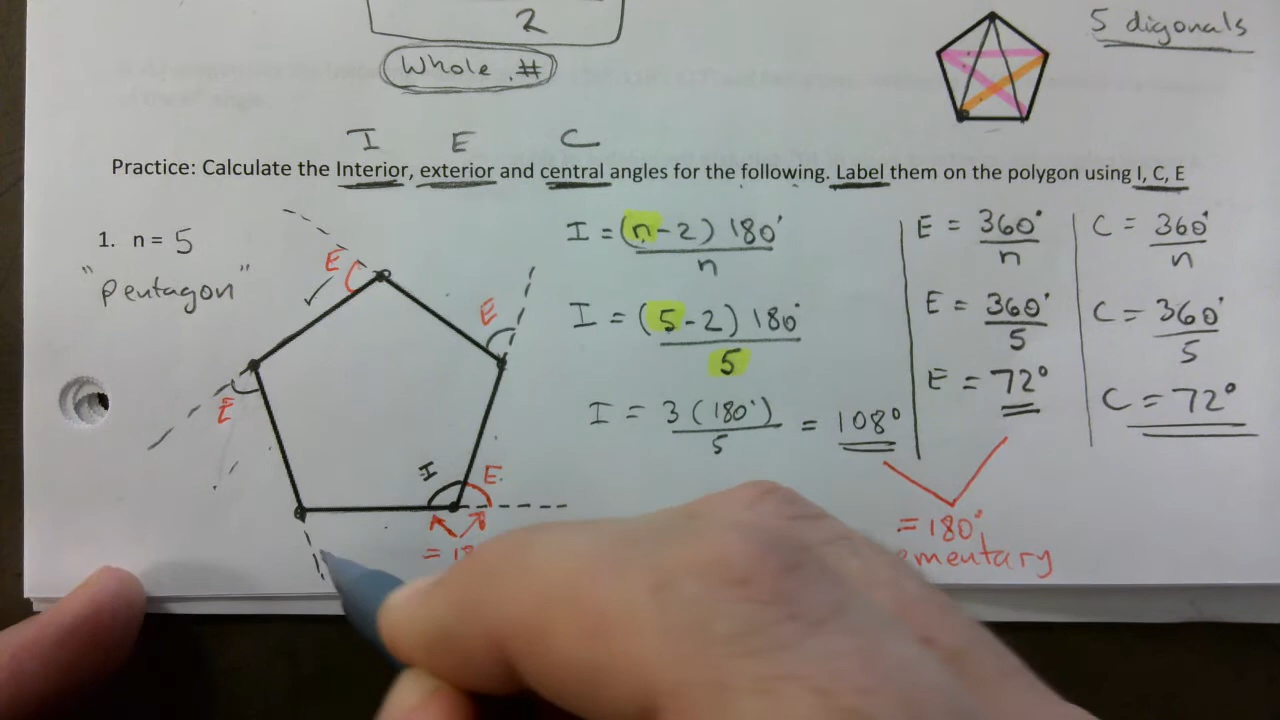 2
Whole #
5 digonals
I E C
Practice: Calculate the Interior, exterior and central angles for the following. Label them on the polygon using I, C, E
1. n = 5
"Pentagon"
E
E
E
I
E
I = (n-2) 180°
n
I = (5-2) 180°
5
I = 3 (180°) = 108°
5
E = 360°
n
E = 360°
5
E = 72°
C = 360°
n
C = 360°
5
C = 72°
= 180°